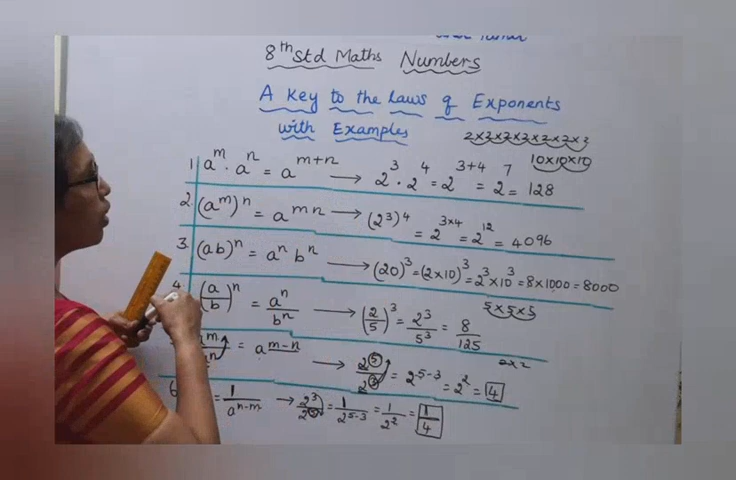 8th Std Maths Numbers
A Key to the Laws of Exponents
with Examples
2×2×2×2×2×2×2
10×10×10
1. a^m · a^n = a^(m+n) → 2^3 · 2^4 = 2^(3+4) = 2^7 = 128
2. (a^m)^n = a^(mn) → (2^3)^4 = 2^(3×4) = 2^12 = 4096
3. (ab)^n = a^n b^n → (20)^3 = (2×10)^3 = 2^3 × 10^3 = 8×1000 = 8000
4. (a/b)^n = a^n/b^n → (2/5)^3 = 2^3/5^3 = 8/125
5×5×5
= a^(m-n) → 2^5/2^3 = 2^(5-3) = 2^2 = 4
2×2
6 = 1/a^(n-m) → 2^3/2^5 = 1/2^(5-3) = 1/2^2 = 1/4